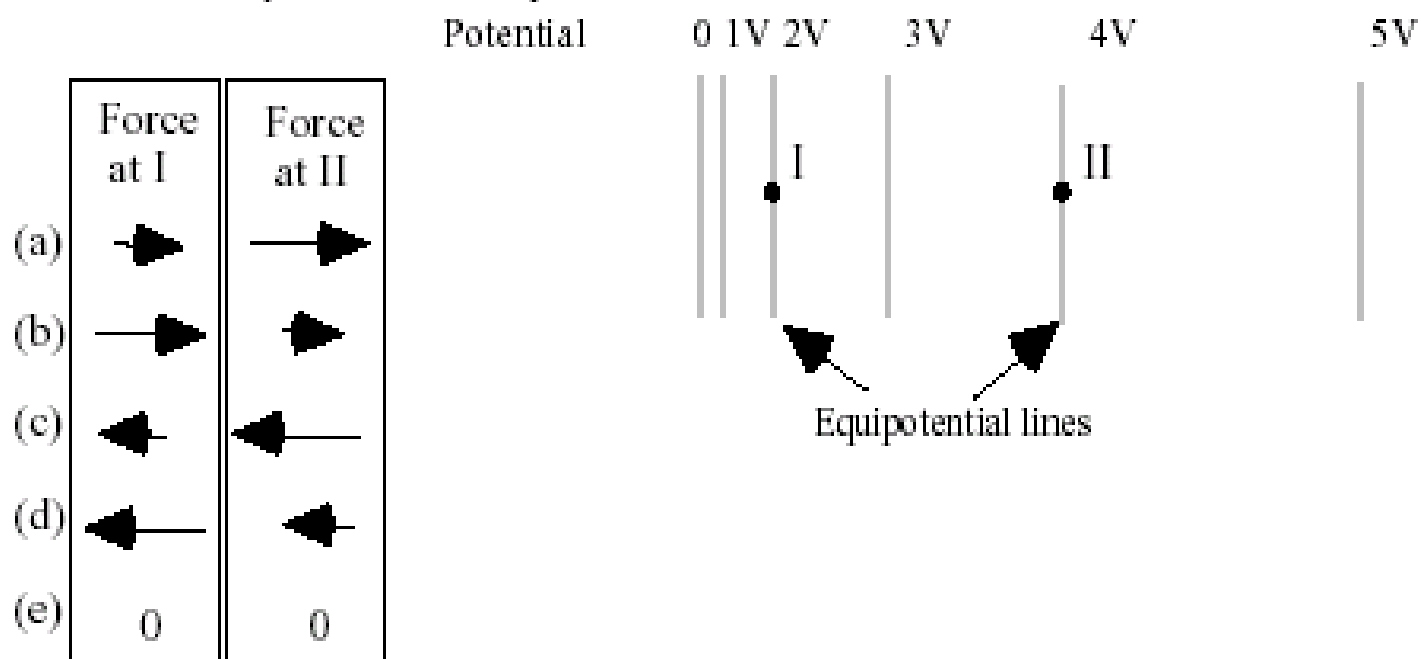 Potential 0 1V 2V 3V 4V 5V
Force at I
Force at II
I
II
(a)
(b)
(c)
(d)
(e) 0 0
Equipotential lines